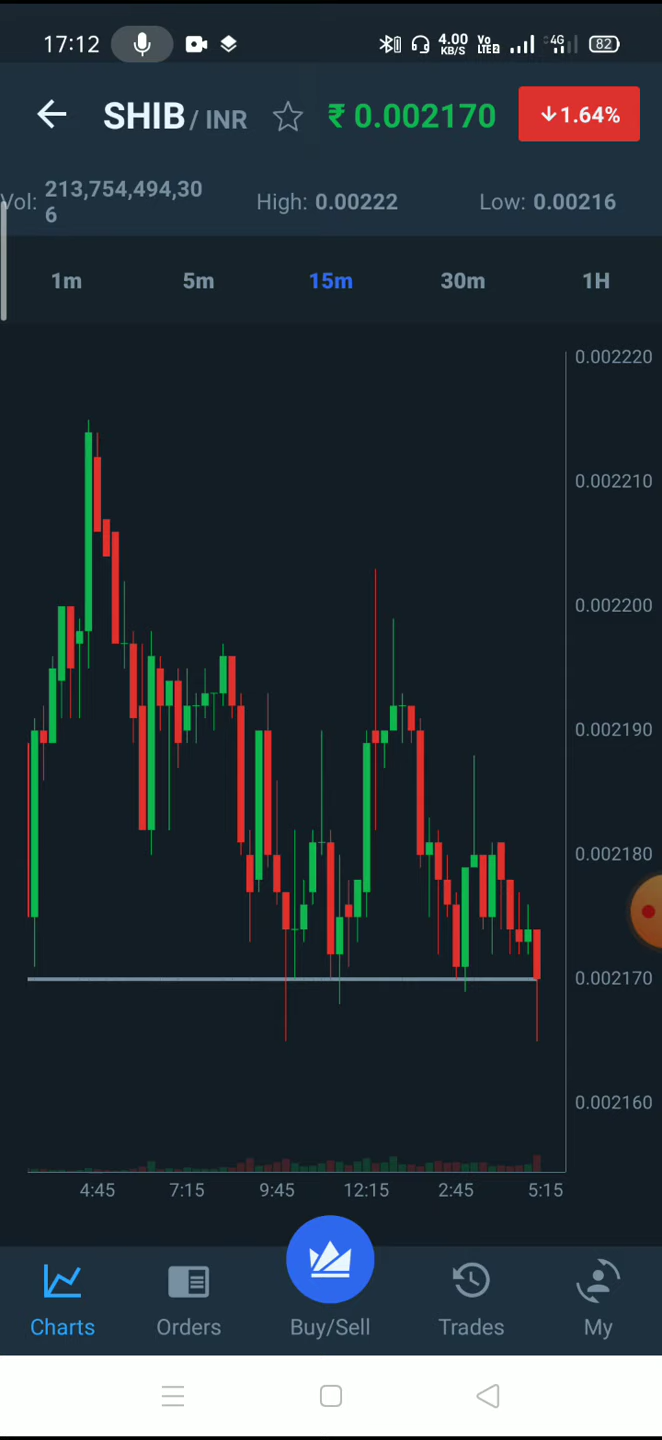 17:12 4.00 KB/S Vo LTE2 4G 82
SHIB / INR ₹ 0.002170 ↓1.64%
Vol: 213,754,494,30
6
High: 0.00222 Low: 0.00216
1m 5m 15m 30m 1H
0.002220
0.002210
0.002200
0.002190
0.002180
0.002170
0.002160
4:45 7:15 9:45 12:15 2:45 5:15
Charts Orders Buy/Sell Trades My